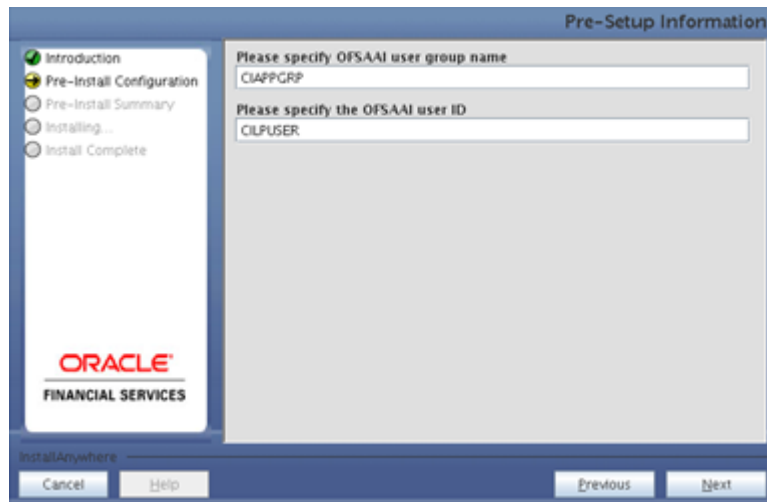 Pre-Setup Information
Introduction
Pre-Install Configuration
Pre-Install Summary
Installing...
Install Complete
Please specify OFSAAI user group name
CIAPPGRP
Please specify the OFSAAI user ID
CILPUSER
ORACLE
FINANCIAL SERVICES
InstallAnywhere
Cancel
Help
Previous
Next